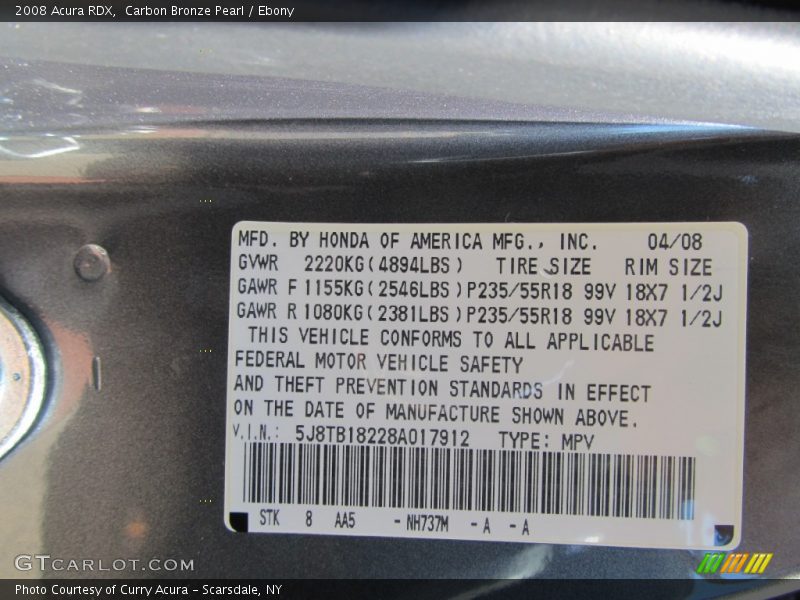 2008 Acura RDX,  Carbon Bronze Pearl / Ebony
MFD. BY HONDA OF AMERICA MFG., INC. 04/08
GVWR 2220KG(4894LBS) TIRE SIZE RIM SIZE
GAWR F 1155KG(2546LBS) P235/55R18 99V 18X7 1/2J
GAWR R 1080KG(2381LBS) P235/55R18 99V 18X7 1/2J
THIS VEHICLE CONFORMS TO ALL APPLICABLE
FEDERAL MOTOR VEHICLE SAFETY
AND THEFT PREVENTION STANDARDS IN EFFECT
ON THE DATE OF MANUFACTURE SHOWN ABOVE.
V.I.N.: 5J8TB18228A017912 TYPE: MPV
STK 8 AA5 -NH737M -A -A
GTCARLOT.COM
Photo Courtesy of Curry Acura - Scarsdale, NY